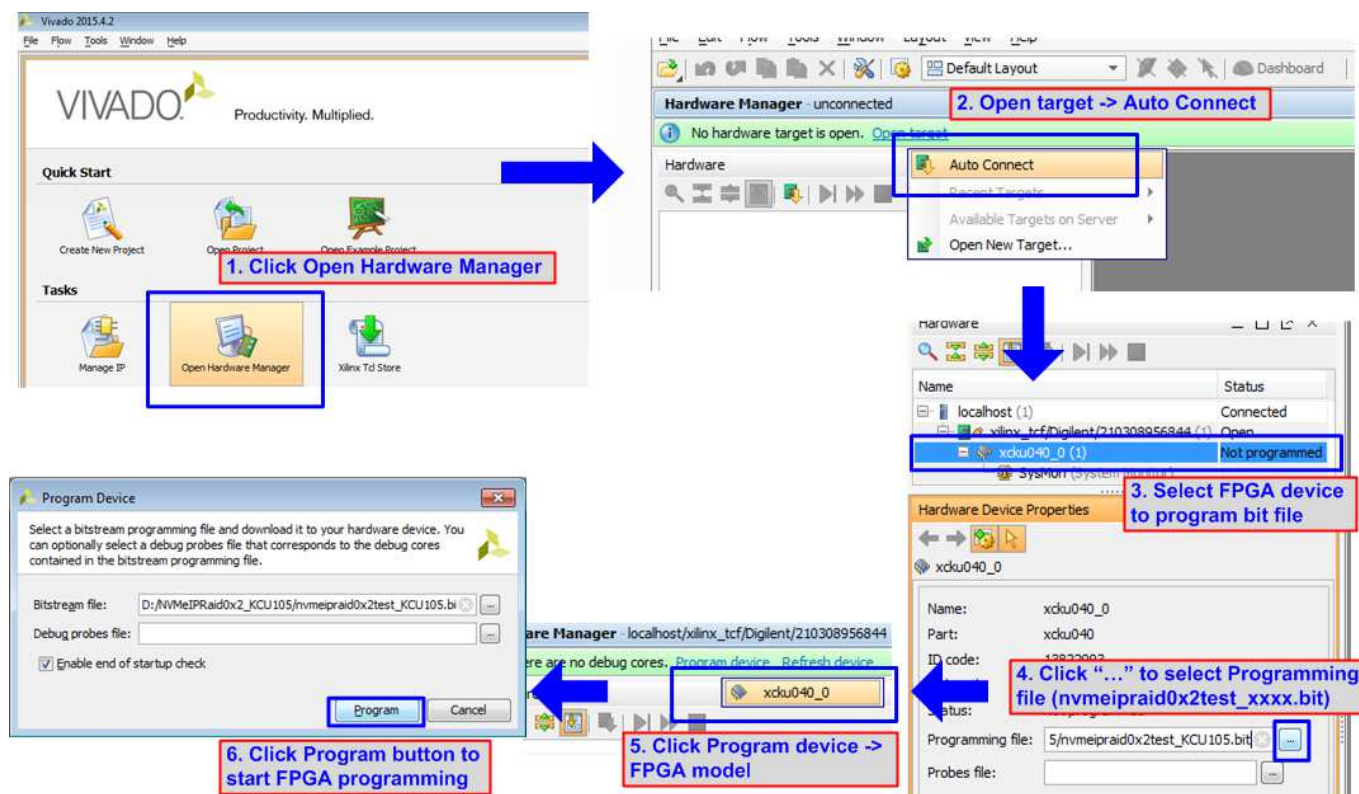 Vivado 2015.4.2
File Flow Tools Window Help
VIVADO. Productivity. Multiplied.
Quick Start
Create New Project Open Project Open Example Project
1. Click Open Hardware Manager
Tasks
Manage IP Open Hardware Manager Xilinx Tcl Store
File Edit Flow Tools Window Layout View Help
Default Layout Dashboard
Hardware Manager - unconnected
2. Open target -> Auto Connect
No hardware target is open. Open target
Hardware
Auto Connect
Recent Targets
Available Targets on Server
Open New Target...
Hardware
Name Status
localhost (1) Connected
xilinx_tcf/Digilent/210308956844 (1) Open
xcku040_0 (1) Not programmed
SysMon (System Monitor)
3. Select FPGA device
to program bit file
Hardware Device Properties
xcku040_0
Name: xcku040_0
Part: xcku040
ID code: 13822093
4. Click “...” to select Programming
file (nvmeipraid0x2test_xxxx.bit)
Status:
Programming file: 5/nvmeipraid0x2test_KCU105.bit ...
Probes file: ...
are Manager - localhost/xilinx_tcf/Digilent/210308956844
ere are no debug cores. Program device Refresh device
xcku040_0
5. Click Program device ->
FPGA model
Program Device
Select a bitstream programming file and download it to your hardware device. You
can optionally select a debug probes file that corresponds to the debug cores
contained in the bitstream programming file.
Bitstream file: D:/NVMeIPRaid0x2_KCU105/nvmeipraid0x2test_KCU105.bi ...
Debug probes file: ...
Enable end of startup check
Program Cancel
6. Click Program button to
start FPGA programming